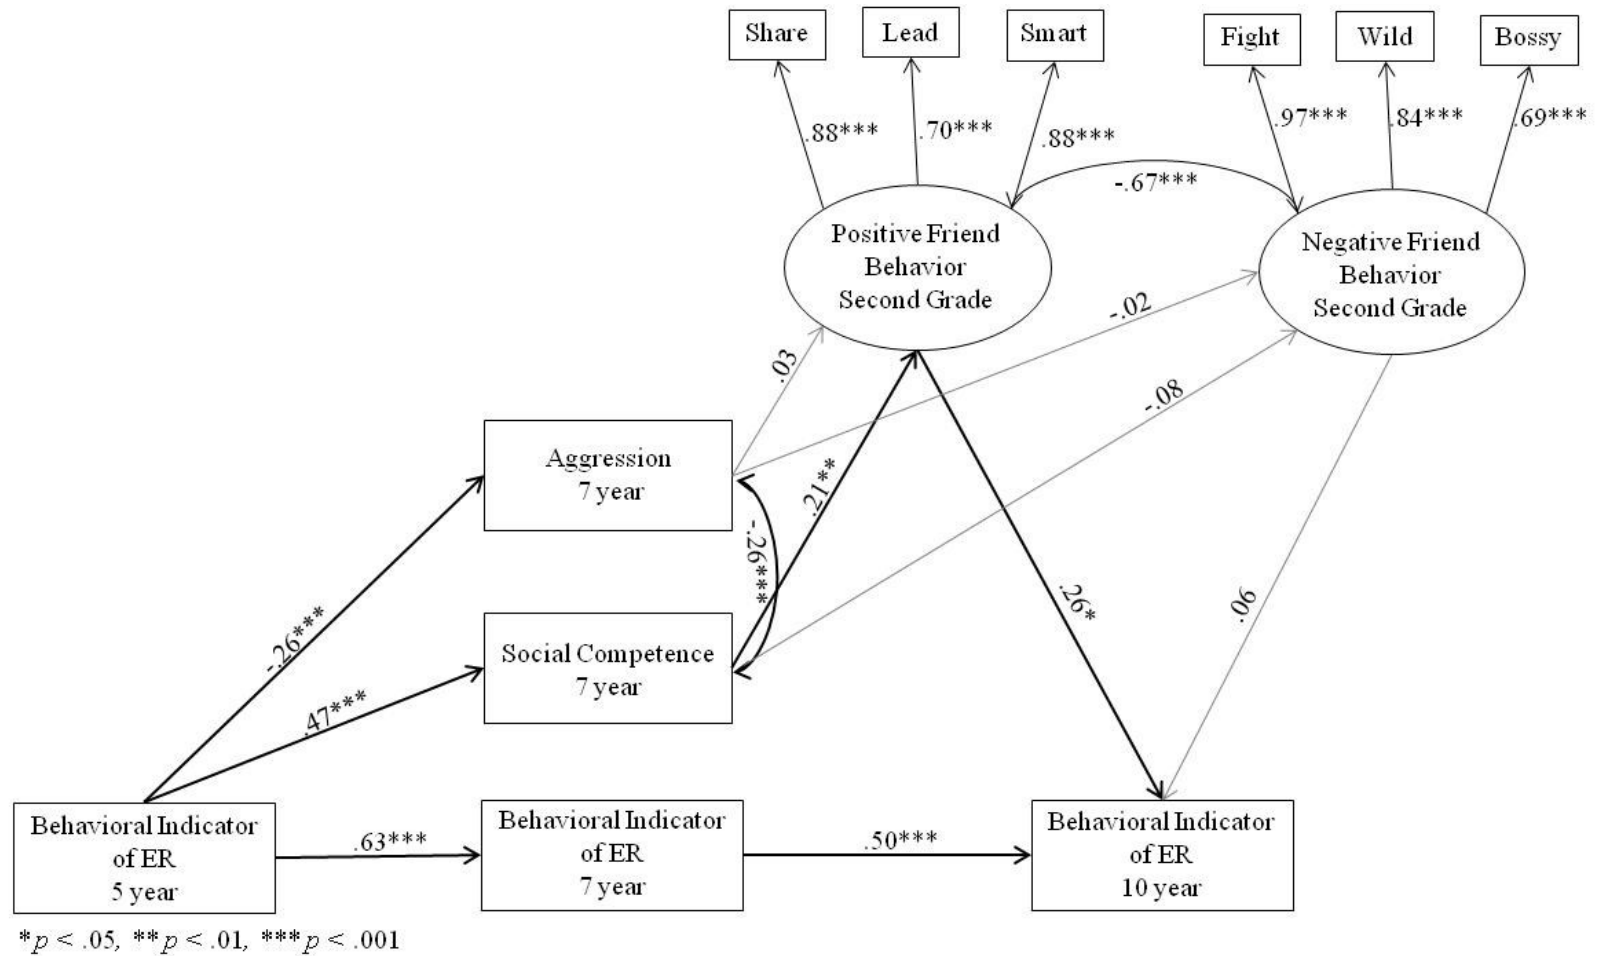 Share
Lead
Smart
Fight
Wild
Bossy
.88***
.70***
.88***
.97***
.84***
.69***
-.67***
Positive Friend
Behavior
Second Grade
Negative Friend
Behavior
Second Grade
.03
-.02
-.08
Aggression
7 year
.21**
-.26***
.26*
.06
-.26***
.47***
Social Competence
7 year
Behavioral Indicator
of ER
5 year
.63***
Behavioral Indicator
of ER
7 year
.50***
Behavioral Indicator
of ER
10 year
*p < .05, **p < .01, ***p < .001